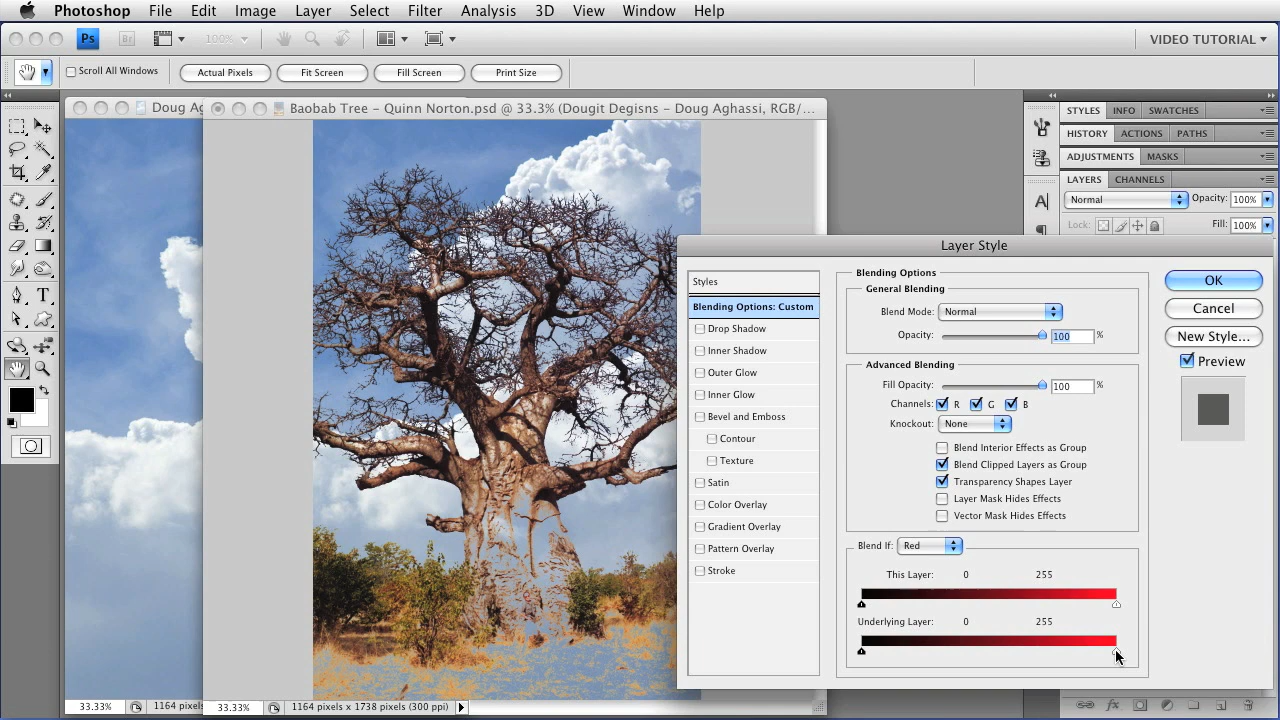 Photoshop File Edit Image Layer Select Filter Analysis 3D View Window Help
Ps Br 100% VIDEO TUTORIAL
Scroll All Windows Actual Pixels Fit Screen Fill Screen Print Size
Doug Ag
Baobab Tree - Quinn Norton.psd @ 33.3% (Dougit Degisns - Doug Aghassi, RGB/...
STYLES INFO SWATCHES
HISTORY ACTIONS PATHS
ADJUSTMENTS MASKS
LAYERS CHANNELS
Normal Opacity: 100%
Lock: Fill: 100%
Layer Style
Styles
Blending Options: Custom
Drop Shadow
Inner Shadow
Outer Glow
Inner Glow
Bevel and Emboss
Contour
Texture
Satin
Color Overlay
Gradient Overlay
Pattern Overlay
Stroke
Blending Options
General Blending
Blend Mode: Normal
Opacity: 100 %
Advanced Blending
Fill Opacity: 100 %
Channels: R G B
Knockout: None
Blend Interior Effects as Group
Blend Clipped Layers as Group
Transparency Shapes Layer
Layer Mask Hides Effects
Vector Mask Hides Effects
Blend If: Red
This Layer: 0 255
Underlying Layer: 0 255
OK
Cancel
New Style...
Preview
33.33% 1164 pixels
33.33% 1164 pixels x 1738 pixels (300 ppi)